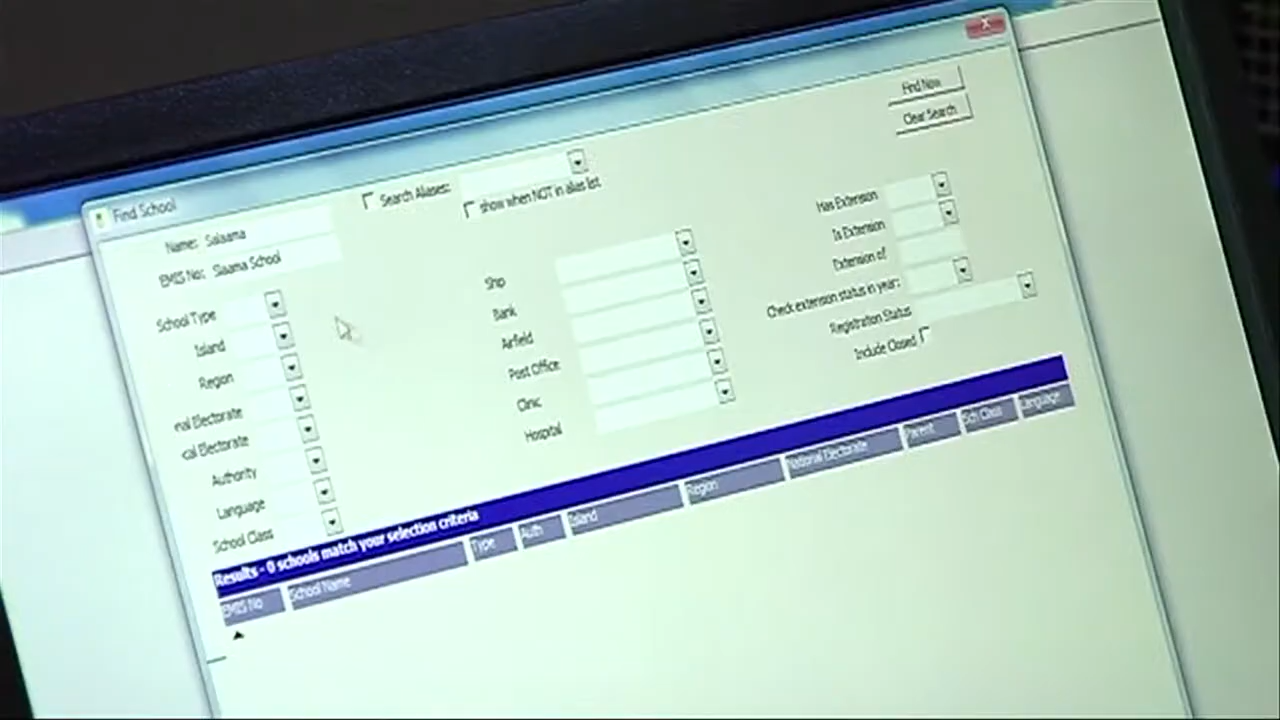 Find School
Find Now
Clear Search
Name: Salaama
Search Aliases:
show when NOT in alias list
EMIS No: Slaama School
School Type
Island
Region
nal Electorate
cal Electorate
Authority
Language
School Class
Ship
Bank
Airfield
Post Office
Clinic
Hospital
Has Extension
Is Extension
Extension of
Check extension status in year:
Registration Status
Include Closed
Results - 0 schools match your selection criteria
EMIS No School Name Type Auth Island Region National Electorate Parent Sch Class Language